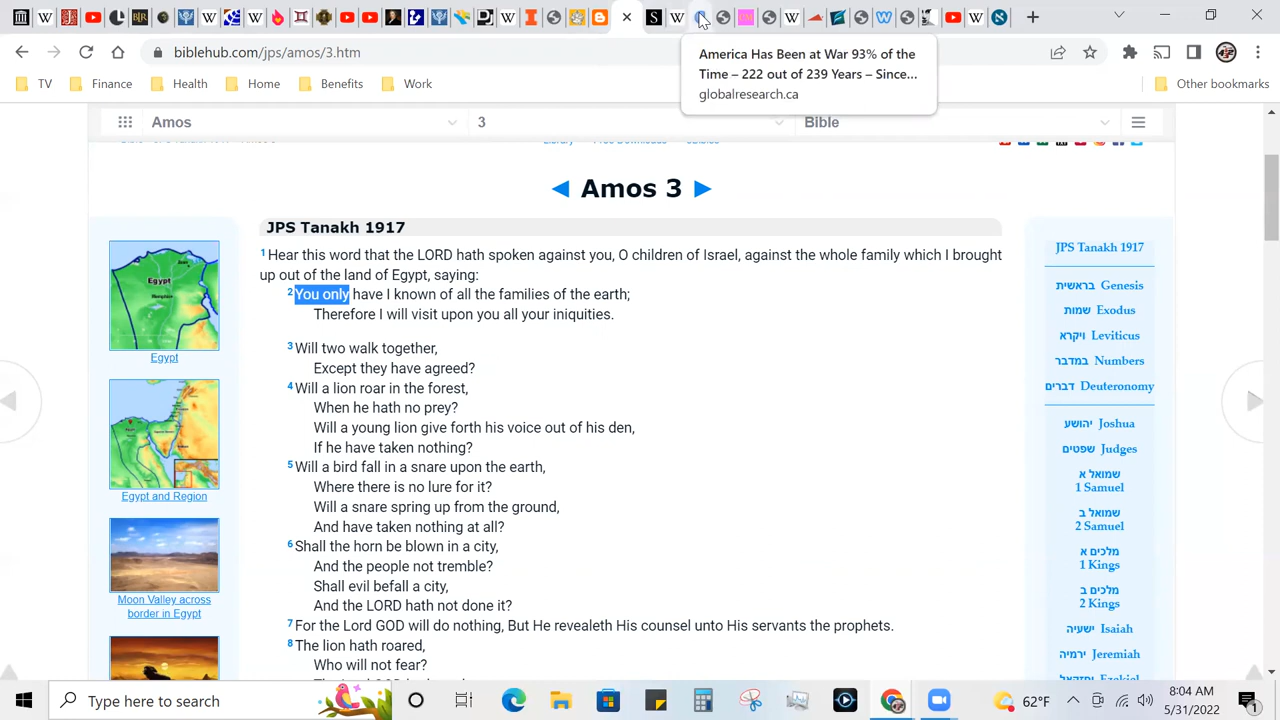 biblehub.com/jps/amos/3.htm
America Has Been at War 93% of the
Time – 222 out of 239 Years – Since...
globalresearch.ca
TV
Finance
Health
Home
Benefits
Work
Other bookmarks
Amos
3
Bible
Amos 3
JPS Tanakh 1917
1 Hear this word that the LORD hath spoken against you, O children of Israel, against the whole family which I brought
up out of the land of Egypt, saying:
2 You only have I known of all the families of the earth;
Therefore I will visit upon you all your iniquities.
3 Will two walk together,
Except they have agreed?
4 Will a lion roar in the forest,
When he hath no prey?
Will a young lion give forth his voice out of his den,
If he have taken nothing?
5 Will a bird fall in a snare upon the earth,
Where there is no lure for it?
Will a snare spring up from the ground,
And have taken nothing at all?
6 Shall the horn be blown in a city,
And the people not tremble?
Shall evil befall a city,
And the LORD hath not done it?
7 For the Lord GOD will do nothing, But He revealeth His counsel unto His servants the prophets.
8 The lion hath roared,
Who will not fear?
Egypt
Egypt
Egypt and Region
Moon Valley across
border in Egypt
JPS Tanakh 1917
בראשית Genesis
שמות Exodus
ויקרא Leviticus
במדבר Numbers
דברים Deuteronomy
יהושע Joshua
שפטים Judges
שמואל א
1 Samuel
שמואל ב
2 Samuel
מלכים א
1 Kings
מלכים ב
2 Kings
ישעיה Isaiah
ירמיה Jeremiah
Type here to search
62°F
8:04 AM
5/31/2022
1